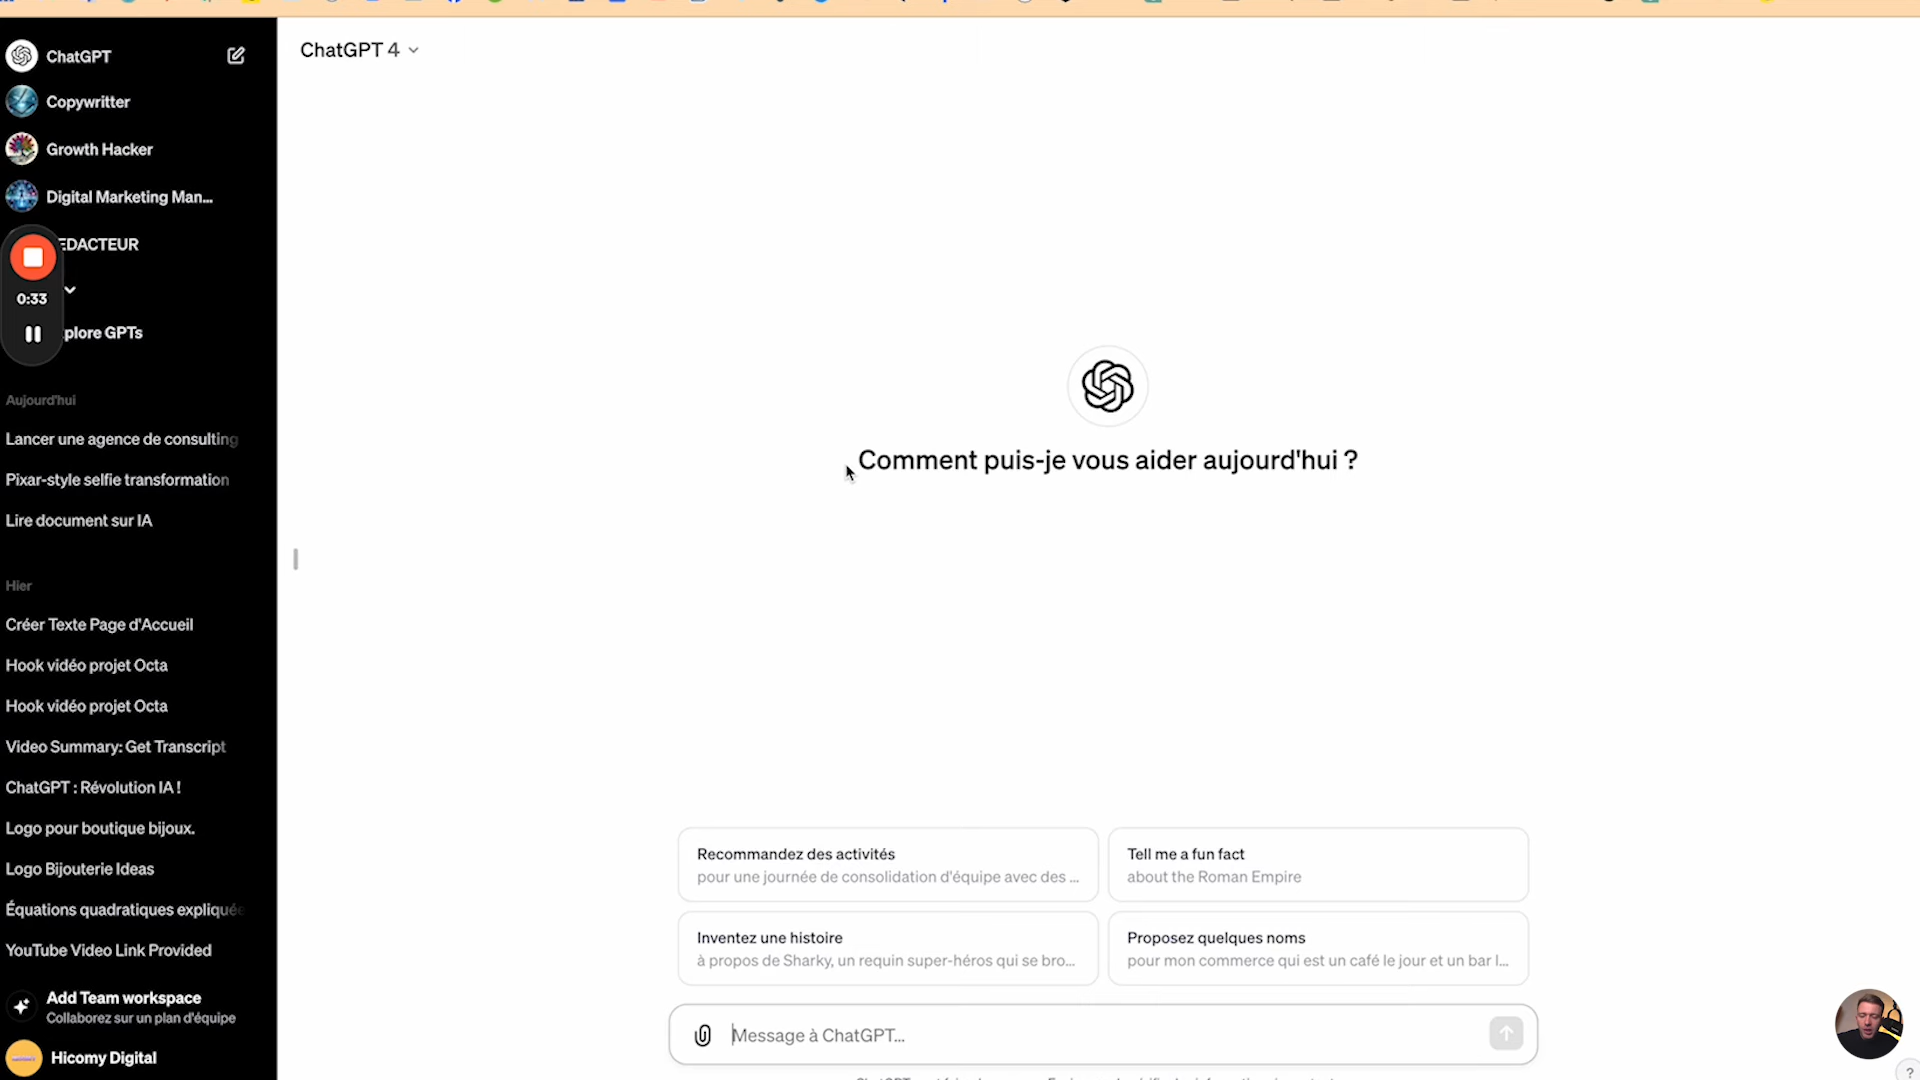 ChatGPT
Copywritter
Growth Hacker
Digital Marketing Man...
EDACTEUR
0:33
plore GPTs
Aujourd'hui
Lancer une agence de consulting
Pixar-style selfie transformation
Lire document sur IA
Hier
Créer Texte Page d'Accueil
Hook vidéo projet Octa
Hook vidéo projet Octa
Video Summary: Get Transcript
ChatGPT : Révolution IA !
Logo pour boutique bijoux.
Logo Bijouterie Ideas
Équations quadratiques expliquée
YouTube Video Link Provided
Add Team workspace
Collaborez sur un plan d'équipe
Hicomy Digital
ChatGPT 4
Comment puis-je vous aider aujourd'hui ?
Recommandez des activités
pour une journée de consolidation d'équipe avec des ...
Tell me a fun fact
about the Roman Empire
Inventez une histoire
à propos de Sharky, un requin super-héros qui se bro...
Proposez quelques noms
pour mon commerce qui est un café le jour et un bar l...
Message à ChatGPT...
?